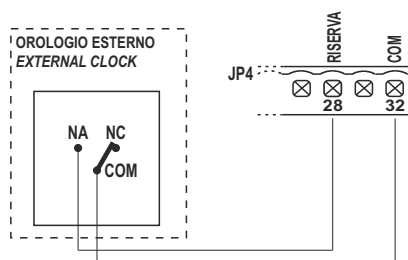 OROLOGIO ESTERNO
EXTERNAL CLOCK
NA NC
COM
JP4
RISERVA
COM
28 32